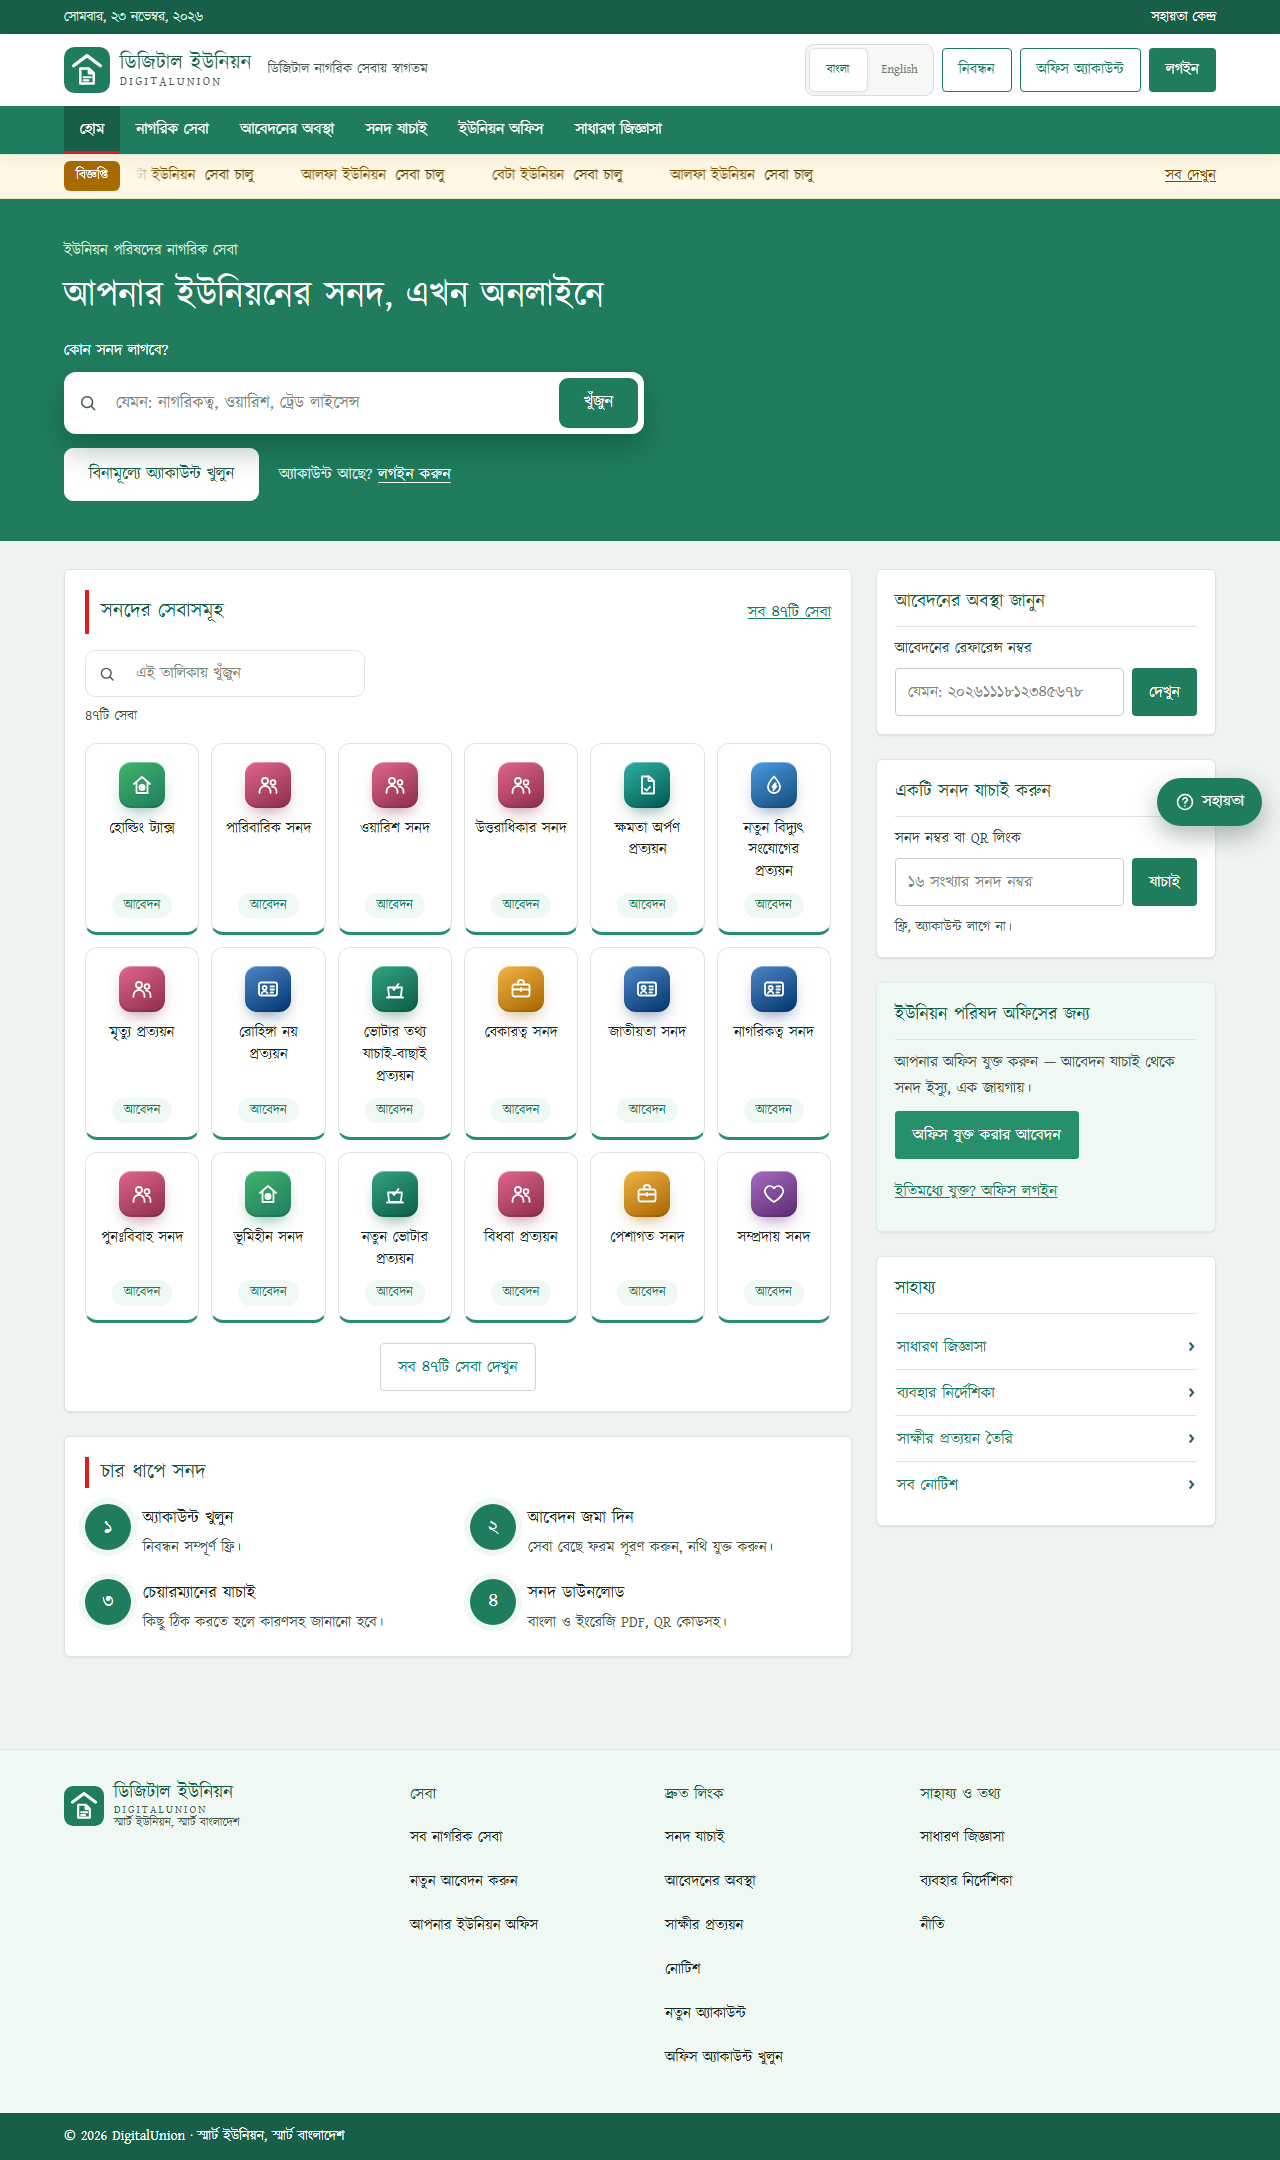 সোমবার, ২৩ নভেম্বর, ২০২৬
সহায়তা কেন্দ্র
ডিজিটাল ইউনিয়ন
DIGITALUNION
ডিজিটাল নাগরিক সেবায় স্বাগতম
বাংলা
English
নিবন্ধন
অফিস অ্যাকাউন্ট
লগইন
হোম
নাগরিক সেবা
আবেদনের অবস্থা
সনদ যাচাই
ইউনিয়ন অফিস
সাধারণ জিজ্ঞাসা
বিজ্ঞপ্তি
টা ইউনিয়ন সেবা চালু
আলফা ইউনিয়ন সেবা চালু
বেটা ইউনিয়ন সেবা চালু
আলফা ইউনিয়ন সেবা চালু
সব দেখুন
ইউনিয়ন পরিষদের নাগরিক সেবা
আপনার ইউনিয়নের সনদ, এখন অনলাইনে
কোন সনদ লাগবে?
যেমন: নাগরিকত্ব, ওয়ারিশ, ট্রেড লাইসেন্স
খুঁজুন
বিনামূল্যে অ্যাকাউন্ট খুলুন
অ্যাকাউন্ট আছে? লগইন করুন
সনদের সেবাসমূহ
সব ৪৭টি সেবা
এই তালিকায় খুঁজুন
৪৭টি সেবা
হোল্ডিং ট্যাক্স
আবেদন
পারিবারিক সনদ
আবেদন
ওয়ারিশ সনদ
আবেদন
উত্তরাধিকার সনদ
আবেদন
ক্ষমতা অর্পণ
প্রত্যয়ন
আবেদন
নতুন বিদ্যুৎ
সংযোগের
প্রত্যয়ন
আবেদন
মৃত্যু প্রত্যয়ন
আবেদন
রোহিঙ্গা নয়
প্রত্যয়ন
আবেদন
ভোটার তথ্য
যাচাই-বাছাই
প্রত্যয়ন
আবেদন
বেকারত্ব সনদ
আবেদন
জাতীয়তা সনদ
আবেদন
নাগরিকত্ব সনদ
আবেদন
পুনঃবিবাহ সনদ
আবেদন
ভূমিহীন সনদ
আবেদন
নতুন ভোটার
প্রত্যয়ন
আবেদন
বিধবা প্রত্যয়ন
আবেদন
পেশাগত সনদ
আবেদন
সম্প্রদায় সনদ
আবেদন
সব ৪৭টি সেবা দেখুন
চার ধাপে সনদ
১
অ্যাকাউন্ট খুলুন
নিবন্ধন সম্পূর্ণ ফ্রি।
২
আবেদন জমা দিন
সেবা বেছে ফরম পূরণ করুন, নথি যুক্ত করুন।
৩
চেয়ারম্যানের যাচাই
কিছু ঠিক করতে হলে কারণসহ জানানো হবে।
৪
সনদ ডাউনলোড
বাংলা ও ইংরেজি PDF, QR কোডসহ।
আবেদনের অবস্থা জানুন
আবেদনের রেফারেন্স নম্বর
যেমন: ২০২৬১১১৮১২৩৪৫৬৭৮
দেখুন
একটি সনদ যাচাই করুন
সনদ নম্বর বা QR লিংক
১৬ সংখ্যার সনদ নম্বর
যাচাই
ফ্রি, অ্যাকাউন্ট লাগে না।
সহায়তা
ইউনিয়ন পরিষদ অফিসের জন্য
আপনার অফিস যুক্ত করুন — আবেদন যাচাই থেকে
সনদ ইস্যু, এক জায়গায়।
অফিস যুক্ত করার আবেদন
ইতিমধ্যে যুক্ত? অফিস লগইন
সাহায্য
সাধারণ জিজ্ঞাসা
ব্যবহার নির্দেশিকা
সাক্ষীর প্রত্যয়ন তৈরি
সব নোটিশ
ডিজিটাল ইউনিয়ন
DIGITALUNION
স্মার্ট ইউনিয়ন, স্মার্ট বাংলাদেশ
সেবা
সব নাগরিক সেবা
নতুন আবেদন করুন
আপনার ইউনিয়ন অফিস
দ্রুত লিংক
সনদ যাচাই
আবেদনের অবস্থা
সাক্ষীর প্রত্যয়ন
নোটিশ
নতুন অ্যাকাউন্ট
অফিস অ্যাকাউন্ট খুলুন
সাহায্য ও তথ্য
সাধারণ জিজ্ঞাসা
ব্যবহার নির্দেশিকা
নীতি
© 2026 DigitalUnion · স্মার্ট ইউনিয়ন, স্মার্ট বাংলাদেশ